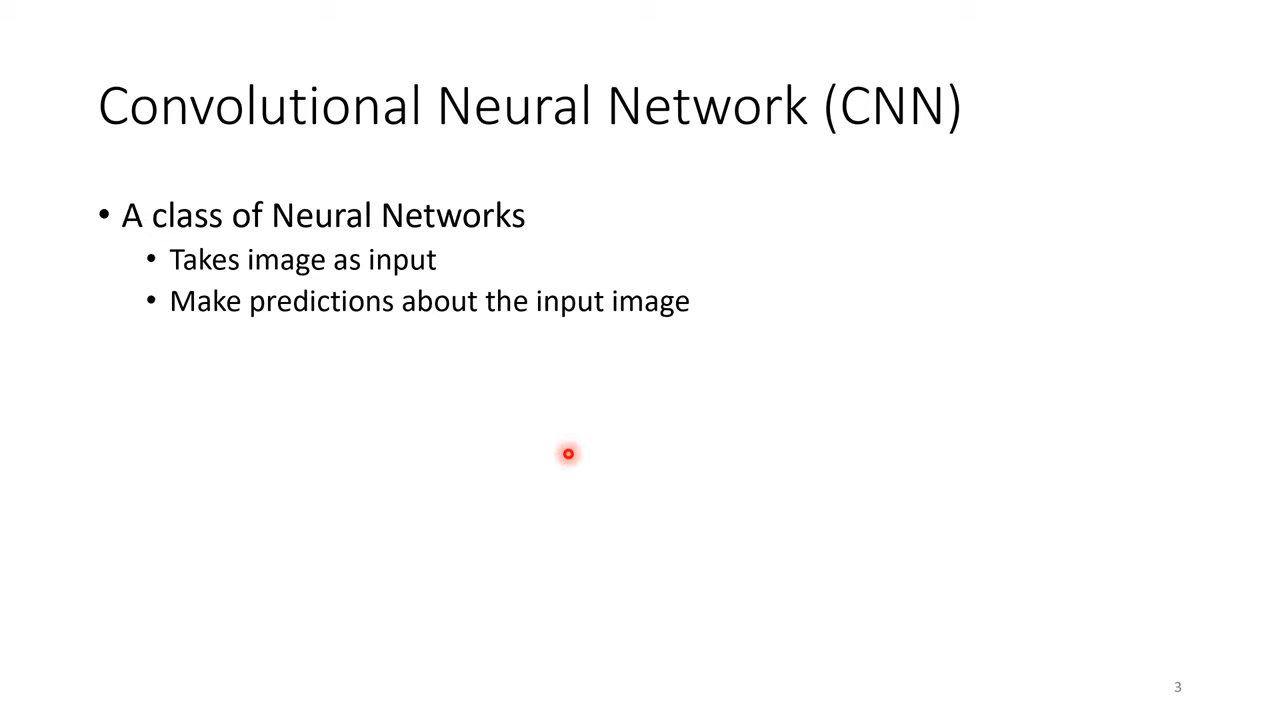 Convolutional Neural Network (CNN)
• A class of Neural Networks
• Takes image as input
• Make predictions about the input image
3